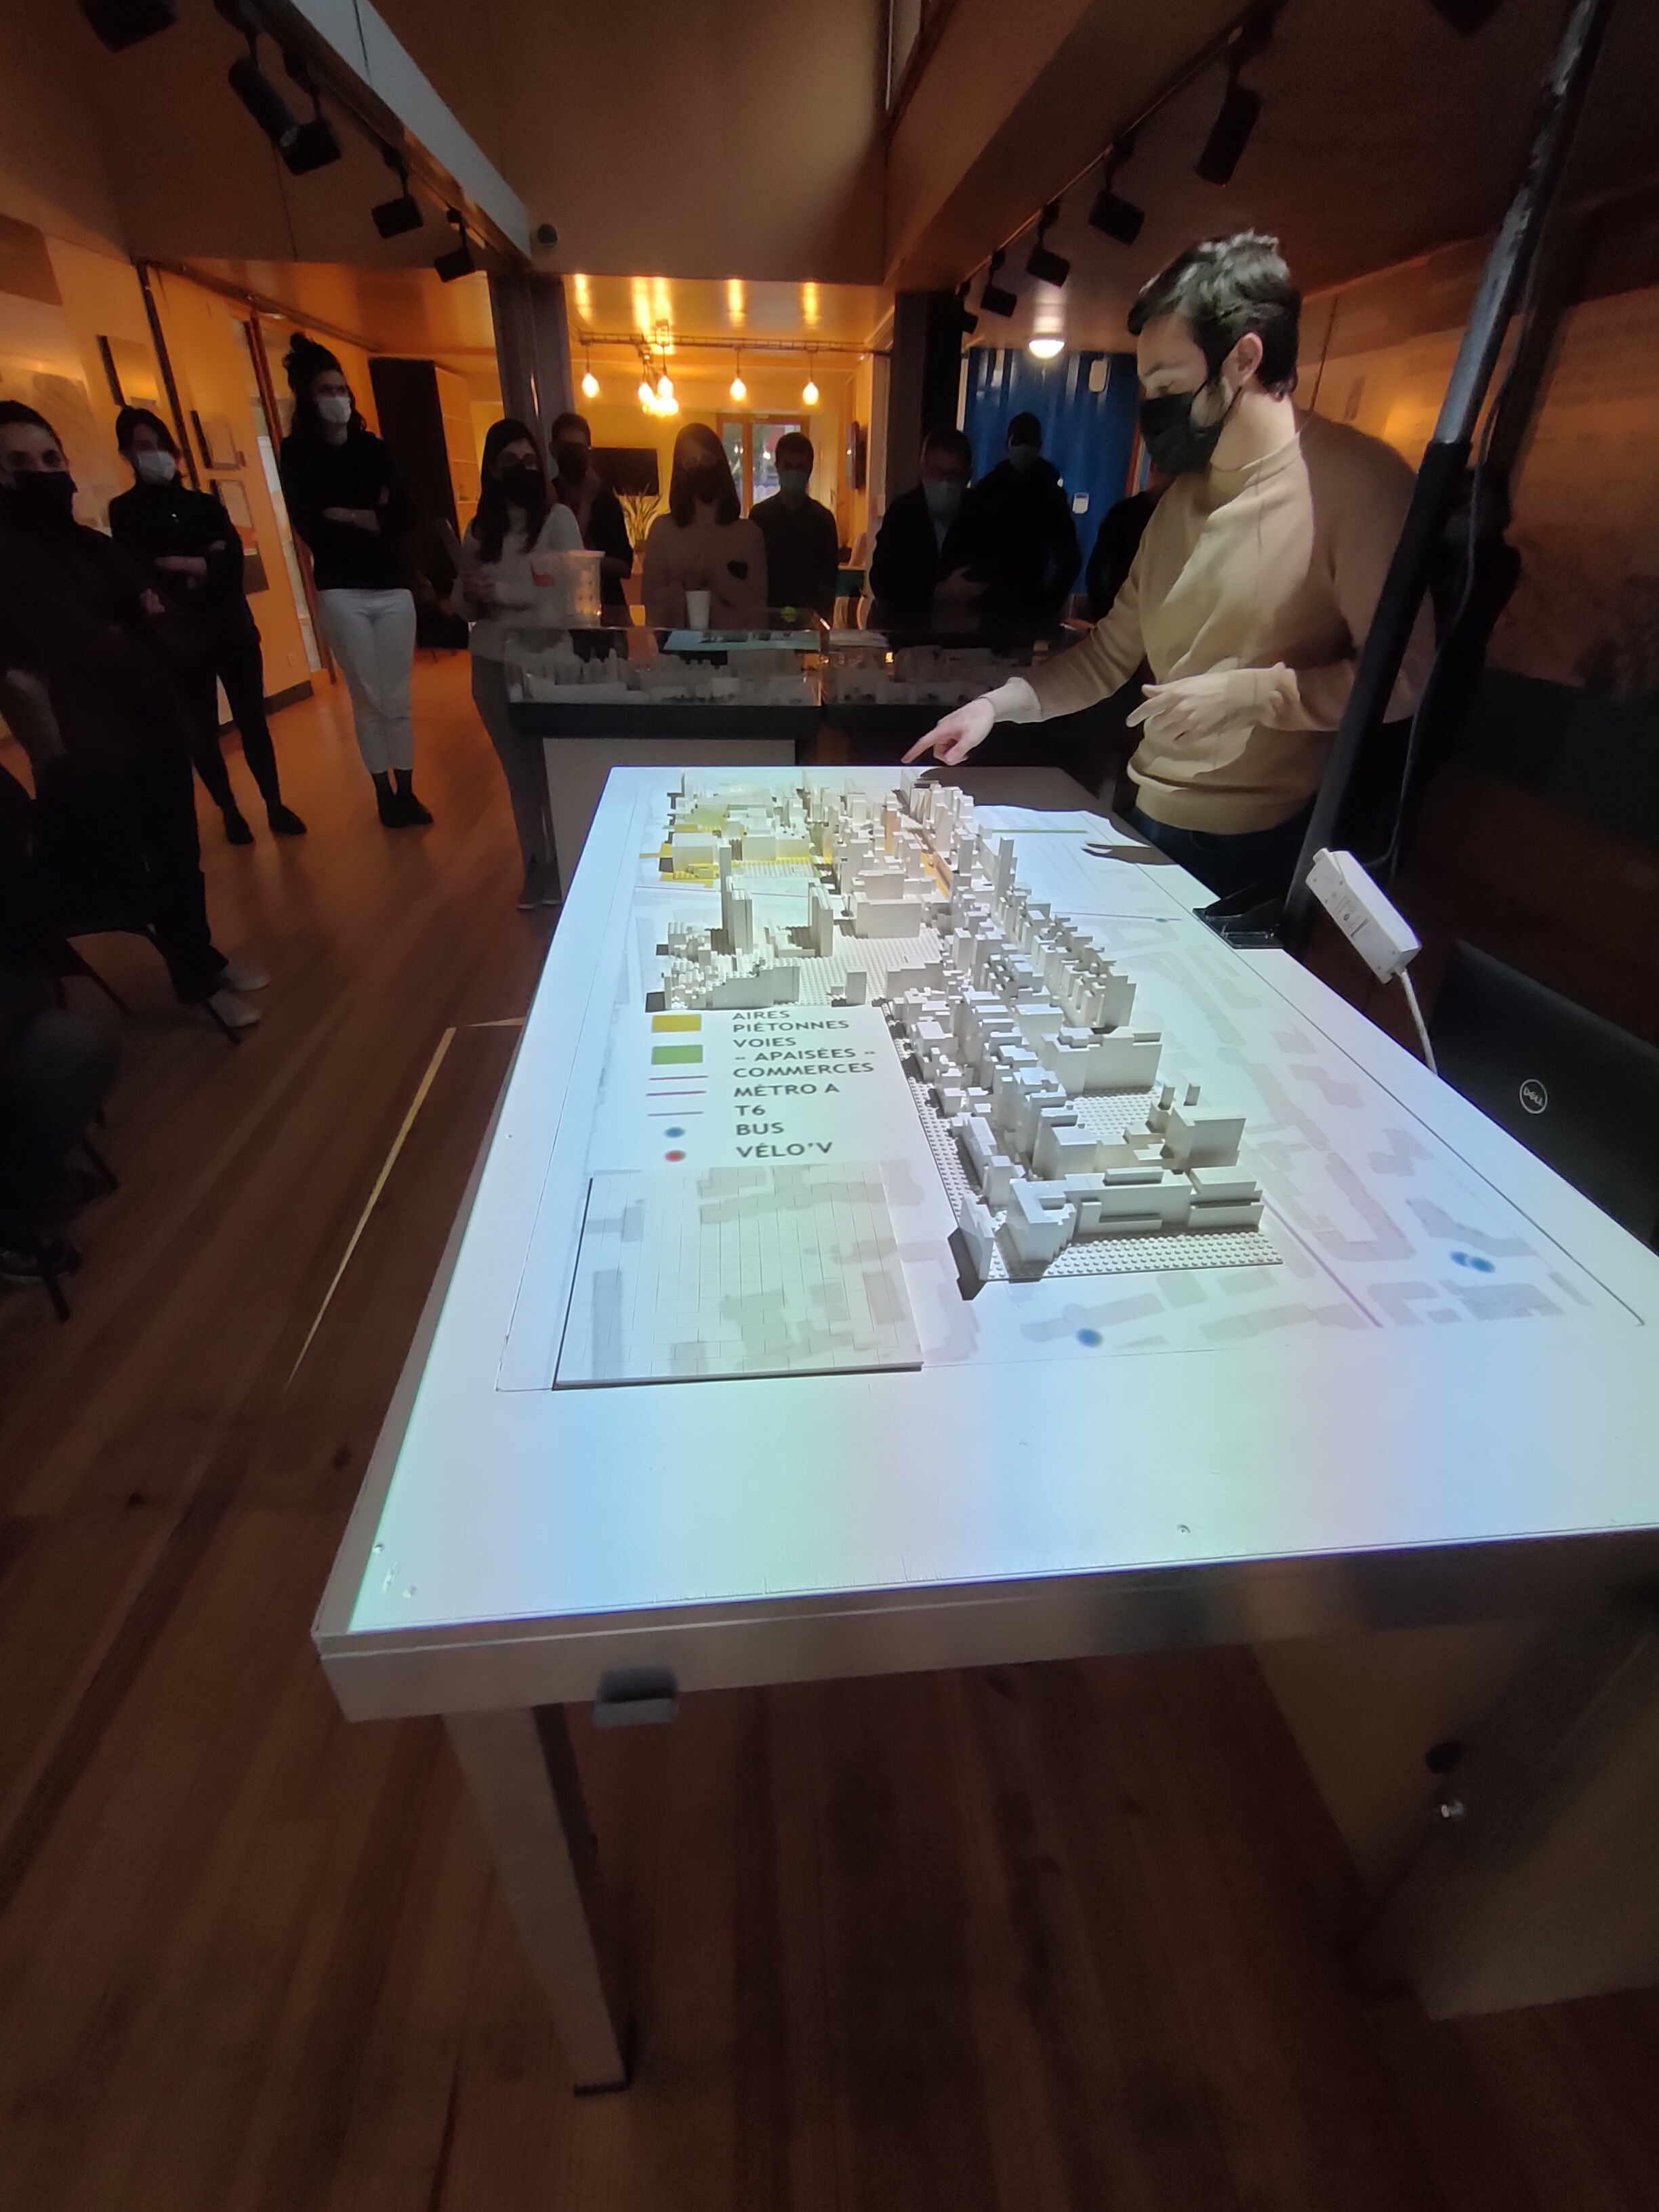 AIRES
PIÉTONNES
VOIES
« APAISÉES »
COMMERCES
MÉTRO A
T6
BUS
VÉLO'V
DELL